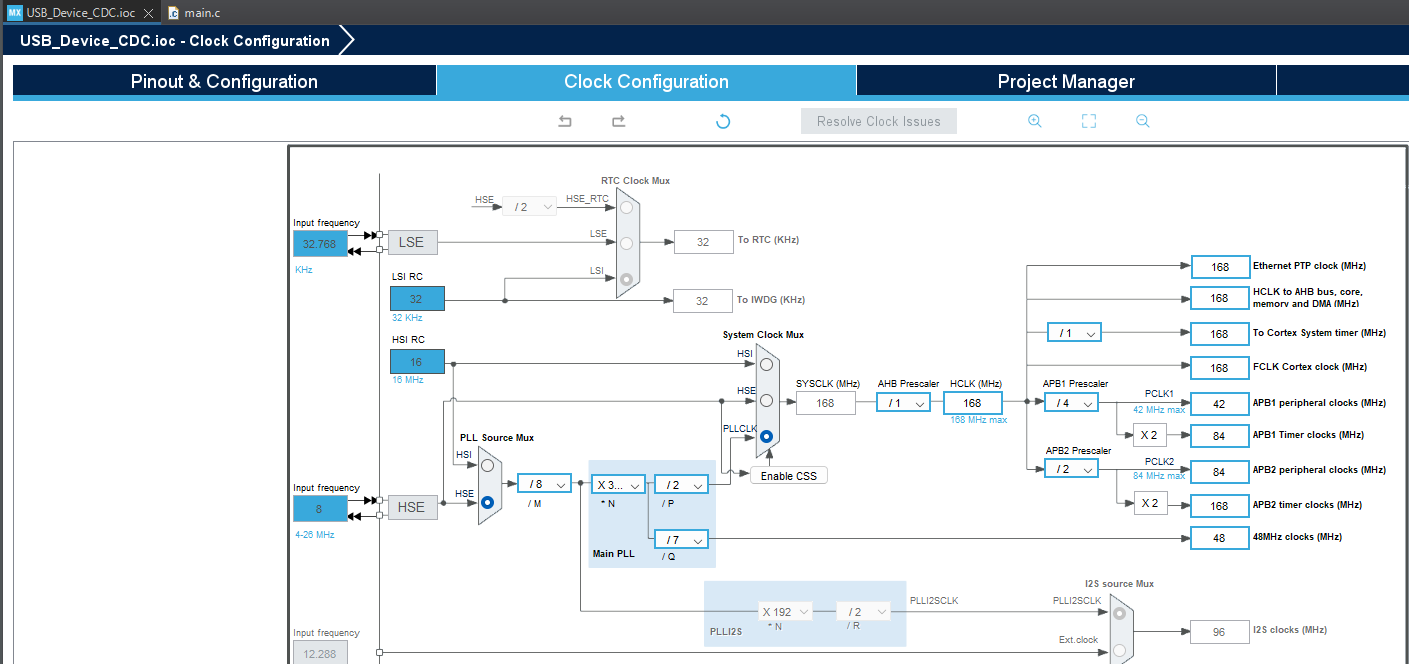 MX USB_Device_CDC.ioc
.c main.c
USB_Device_CDC.ioc - Clock Configuration
Pinout & Configuration
Clock Configuration
Project Manager
Resolve Clock Issues
RTC Clock Mux
HSE
/ 2
HSE_RTC
Input frequency
32.768
KHz
LSE
LSE
32
To RTC (KHz)
LSI RC
32
32 KHz
LSI
32
To IWDG (KHz)
HSI RC
16
16 MHz
System Clock Mux
HSI
HSE
PLLCLK
Enable CSS
SYSCLK (MHz)
168
AHB Prescaler
/ 1
HCLK (MHz)
168
168 MHz max
168
Ethernet PTP clock (MHz)
168
HCLK to AHB bus, core,
memory and DMA (MHz)
/ 1
168
To Cortex System timer (MHz)
168
FCLK Cortex clock (MHz)
APB1 Prescaler
/ 4
PCLK1
42 MHz max
42
APB1 peripheral clocks (MHz)
X 2
84
APB1 Timer clocks (MHz)
APB2 Prescaler
/ 2
PCLK2
84 MHz max
84
APB2 peripheral clocks (MHz)
X 2
168
APB2 timer clocks (MHz)
48
48MHz clocks (MHz)
PLL Source Mux
HSI
HSE
Input frequency
8
4-26 MHz
HSE
/ 8
/ M
X 3...
* N
/ 2
/ P
/ 7
/ Q
Main PLL
X 192
* N
/ 2
/ R
PLLI2S
PLLI2SCLK
I2S source Mux
PLLI2SCLK
Ext.clock
96
I2S clocks (MHz)
Input frequency
12.288